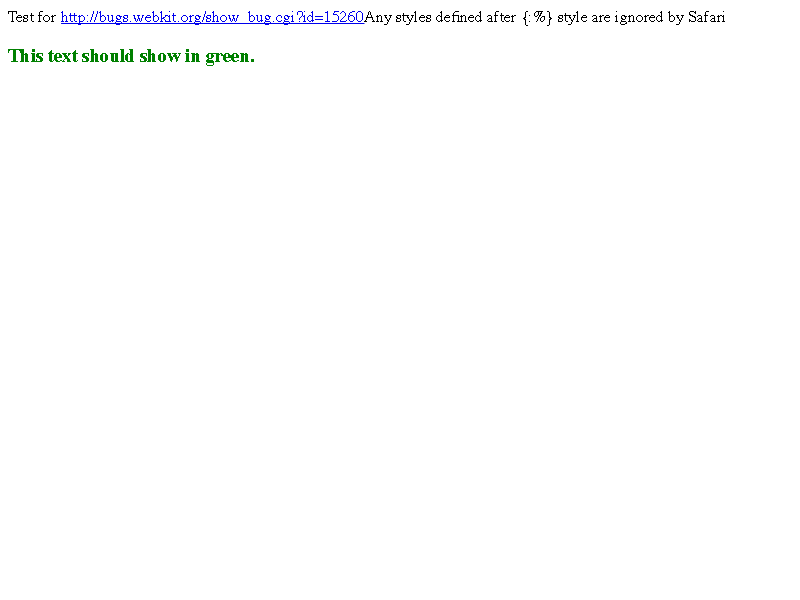 Test for http://bugs.webkit.org/show_bug.cgi?id=15260Any styles defined after {:%} style are ignored by Safari
This text should show in green.